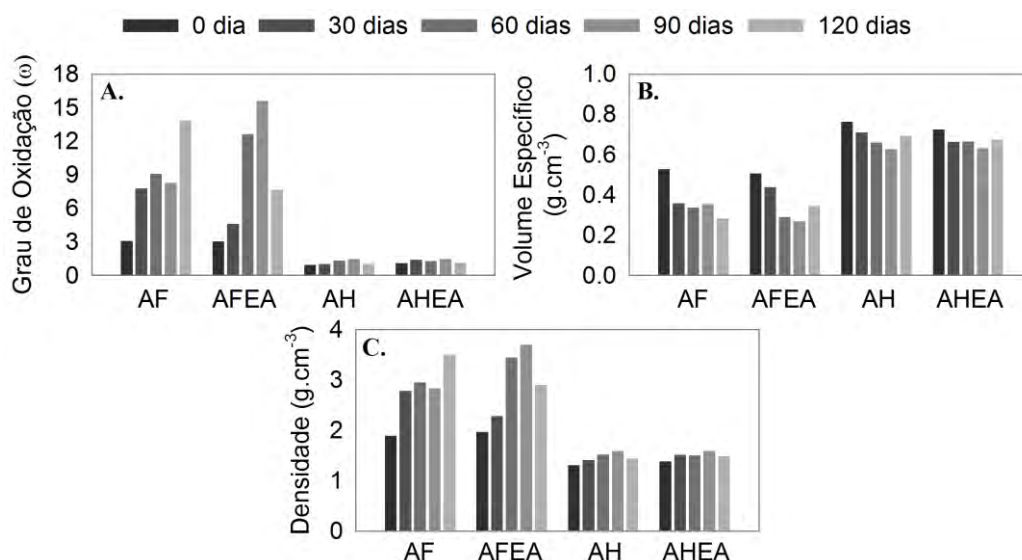 0 dia 30 dias 60 dias 90 dias 120 dias
A.
Grau de Oxidação (ω)
18
15
12
9
6
3
0
AF AFEA AH AHEA
B.
Volume Específico
(g.cm-3)
1.0
0.8
0.6
0.4
0.2
0.0
AF AFEA AH AHEA
C.
Densidade (g.cm-3)
4
3
2
1
0
AF AFEA AH AHEA